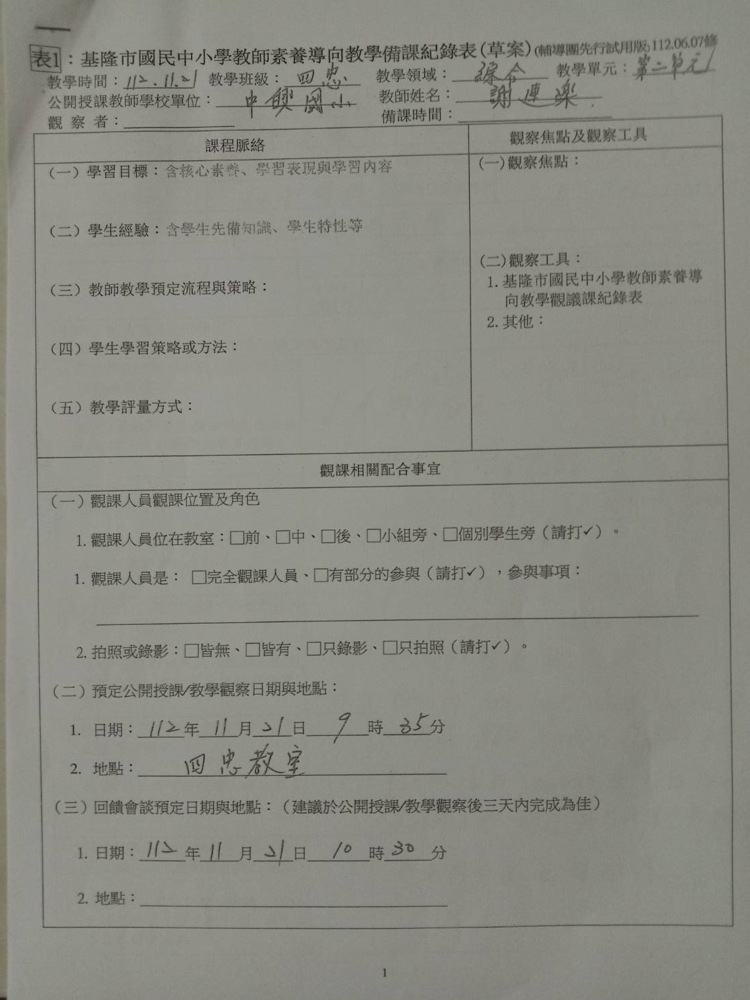 表1：基隆市國民中小學教師素養導向教學備課紀錄表(草案)(輔導團先行試用版)112.06.07修
教學時間：112.11.21 教學班級：四忠 教學領域：綜合 教學單元：第二單元
公開授課教師學校單位：中興國小 教師姓名：謝連
觀 察 者： 備課時間：
課程脈絡
觀察焦點及觀察工具
（一）學習目標：含核心素養、學習表現與學習內容
（二）學生經驗：含學生先備知識、學生特性等
（三）教師教學預定流程與策略：
（四）學生學習策略或方法：
（五）教學評量方式：
(一)觀察焦點：
(二)觀察工具：
1.基隆市國民中小學教師素養導
向教學觀議課紀錄表
2.其他：
觀課相關配合事宜
（一）觀課人員觀課位置及角色
1. 觀課人員位在教室：□前、□中、□後、□小組旁、□個別學生旁（請打✓）。
1. 觀課人員是： □完全觀課人員、□有部分的參與（請打✓），參與事項：
2. 拍照或錄影：□皆無、□皆有、□只錄影、□只拍照（請打✓）。
（二）預定公開授課/教學觀察日期與地點：
1. 日期：112年11月21日9時35分
2. 地點：四忠教室
（三）回饋會談預定日期與地點：（建議於公開授課/教學觀察後三天內完成為佳）
1. 日期：112年11月21日10時30分
2. 地點：
1